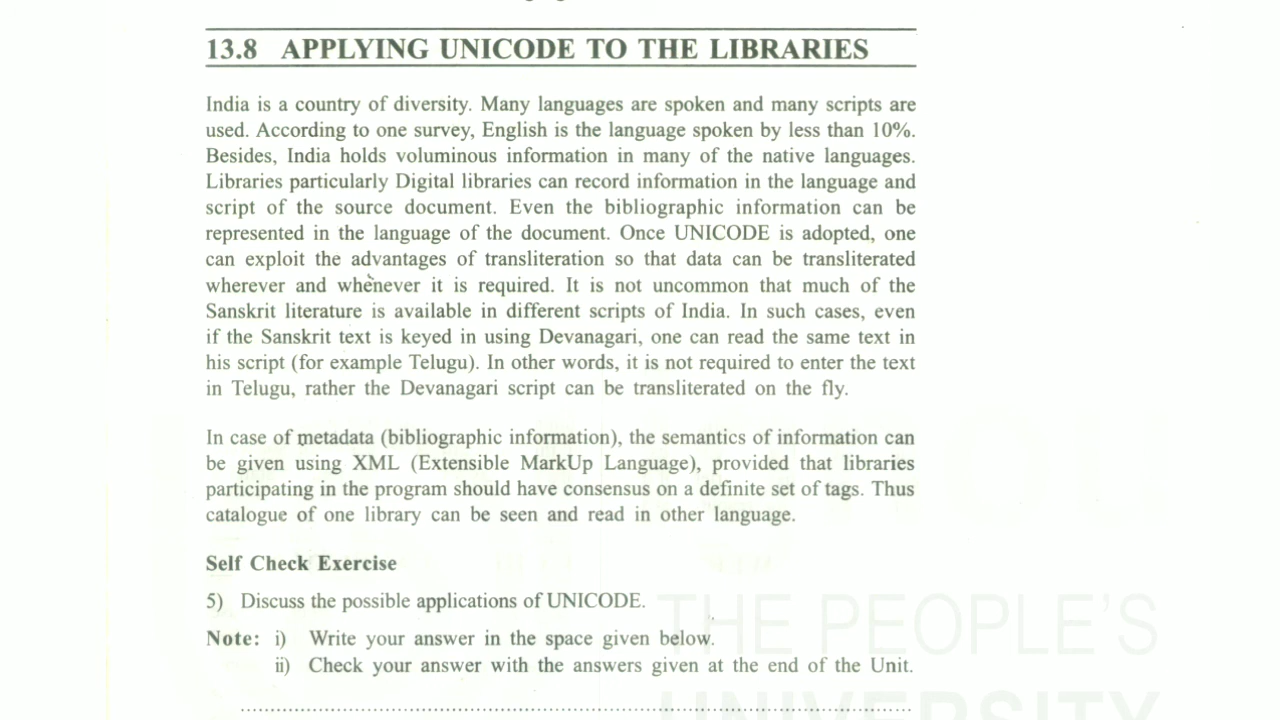 13.8 APPLYING UNICODE TO THE LIBRARIES
India is a country of diversity. Many languages are spoken and many scripts are
used. According to one survey, English is the language spoken by less than 10%.
Besides, India holds voluminous information in many of the native languages.
Libraries particularly Digital libraries can record information in the language and
script of the source document. Even the bibliographic information can be
represented in the language of the document. Once UNICODE is adopted, one
can exploit the advantages of transliteration so that data can be transliterated
wherever and whenever it is required. It is not uncommon that much of the
Sanskrit literature is available in different scripts of India. In such cases, even
if the Sanskrit text is keyed in using Devanagari, one can read the same text in
his script (for example Telugu). In other words, it is not required to enter the text
in Telugu, rather the Devanagari script can be transliterated on the fly.
In case of metadata (bibliographic information), the semantics of information can
be given using XML (Extensible MarkUp Language), provided that libraries
participating in the program should have consensus on a definite set of tags. Thus
catalogue of one library can be seen and read in other language.
Self Check Exercise
5) Discuss the possible applications of UNICODE.
THE PEOPLE'S
Note: i) Write your answer in the space given below.
ii) Check your answer with the answers given at the end of the Unit.
UNIVERSITY